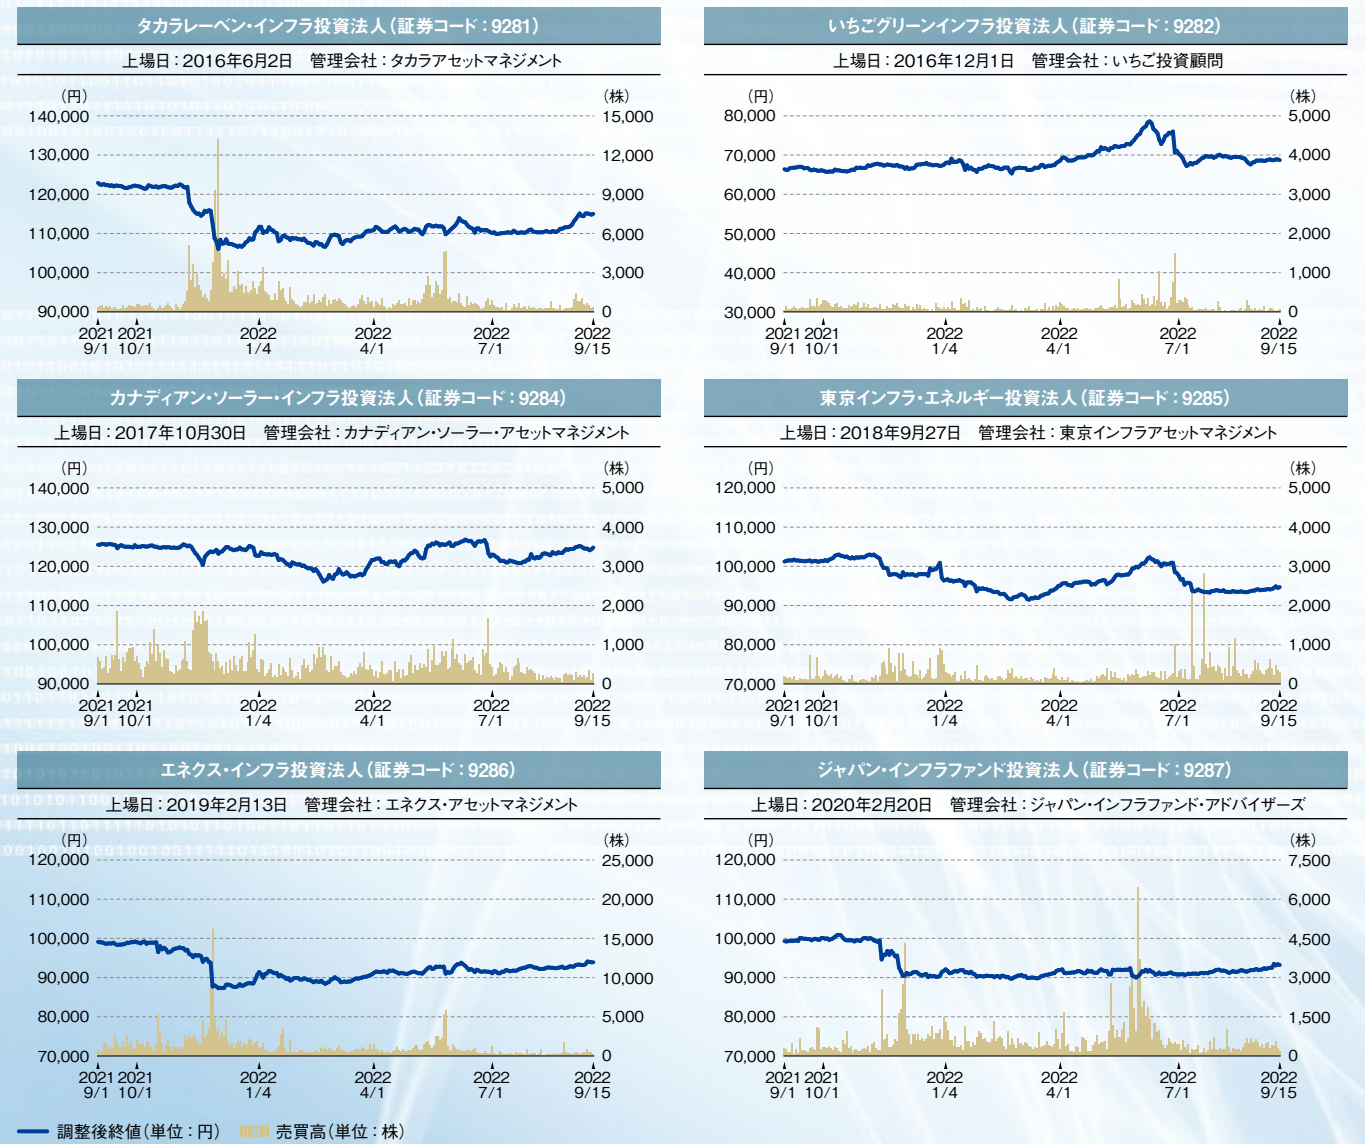 タカラレーベン・インフラ投資法人(証券コード:9281)
上場日:2016年6月2日 管理会社:タカラアセットマネジメント
(円) (株)
140,000 15,000
130,000 12,000
120,000 9,000
110,000 6,000
100,000 3,000
90,000 0
2021 2021 2022 2022 2022 2022
9/1 10/1 1/4 4/1 7/1 9/15
いちごグリーンインフラ投資法人(証券コード:9282)
上場日:2016年12月1日 管理会社:いちご投資顧問
(円) (株)
80,000 5,000
70,000 4,000
60,000 3,000
50,000 2,000
40,000 1,000
30,000 0
2021 2021 2022 2022 2022 2022
9/1 10/1 1/4 4/1 7/1 9/15
カナディアン・ソーラー・インフラ投資法人(証券コード:9284)
上場日:2017年10月30日 管理会社:カナディアン・ソーラー・アセットマネジメント
(円) (株)
140,000 5,000
130,000 4,000
120,000 3,000
110,000 2,000
100,000 1,000
90,000 0
2021 2021 2022 2022 2022 2022
9/1 10/1 1/4 4/1 7/1 9/15
東京インフラ・エネルギー投資法人(証券コード:9285)
上場日:2018年9月27日 管理会社:東京インフラアセットマネジメント
(円) (株)
120,000 5,000
110,000 4,000
100,000 3,000
90,000 2,000
80,000 1,000
70,000 0
2021 2021 2022 2022 2022 2022
9/1 10/1 1/4 4/1 7/1 9/15
エネクス・インフラ投資法人(証券コード:9286)
上場日:2019年2月13日 管理会社:エネクス・アセットマネジメント
(円) (株)
120,000 25,000
110,000 20,000
100,000 15,000
90,000 10,000
80,000 5,000
70,000 0
2021 2021 2022 2022 2022 2022
9/1 10/1 1/4 4/1 7/1 9/15
ジャパン・インフラファンド投資法人(証券コード:9287)
上場日:2020年2月20日 管理会社:ジャパン・インフラファンド・アドバイザーズ
(円) (株)
120,000 7,500
110,000 6,000
100,000 4,500
90,000 3,000
80,000 1,500
70,000 0
2021 2021 2022 2022 2022 2022
9/1 10/1 1/4 4/1 7/1 9/15
調整後終値(単位:円) 売買高(単位:株)